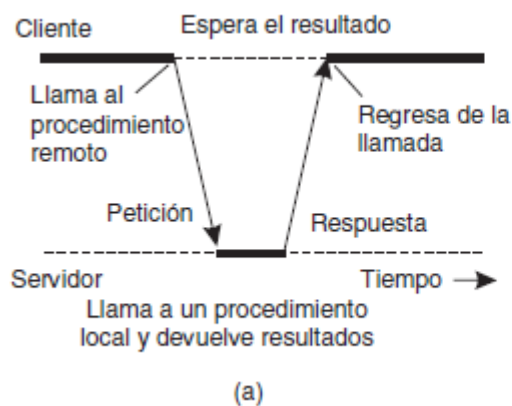 Cliente
Espera el resultado
Llama al
procedimiento
remoto
Regresa de la
llamada
Petición
Respuesta
Servidor
Tiempo
Llama a un procedimiento
local y devuelve resultados
(a)